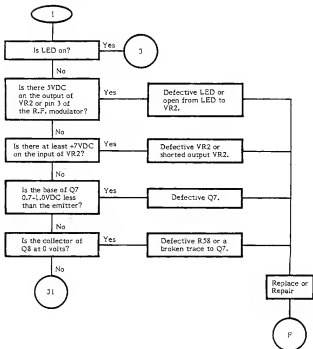 I
Is LED on?
Yes
J
No
Is there 5VDC
on the output of
VR2 or pin 3 of
the R.F. modulator?
Yes
Defective LED or
open from LED to
VR2.
No
Is there at least +7VDC
on the input of VR2?
Yes
Defective VR2 or
shorted output VR2.
No
Is the base of Q7
0.7-1.0VDC less
than the emitter?
Yes
Defective Q7.
No
Is the collector of
Q8 at 0 volts?
Yes
Defective R58 or a
broken trace to Q7.
No
J1
Replace or
Repair
F